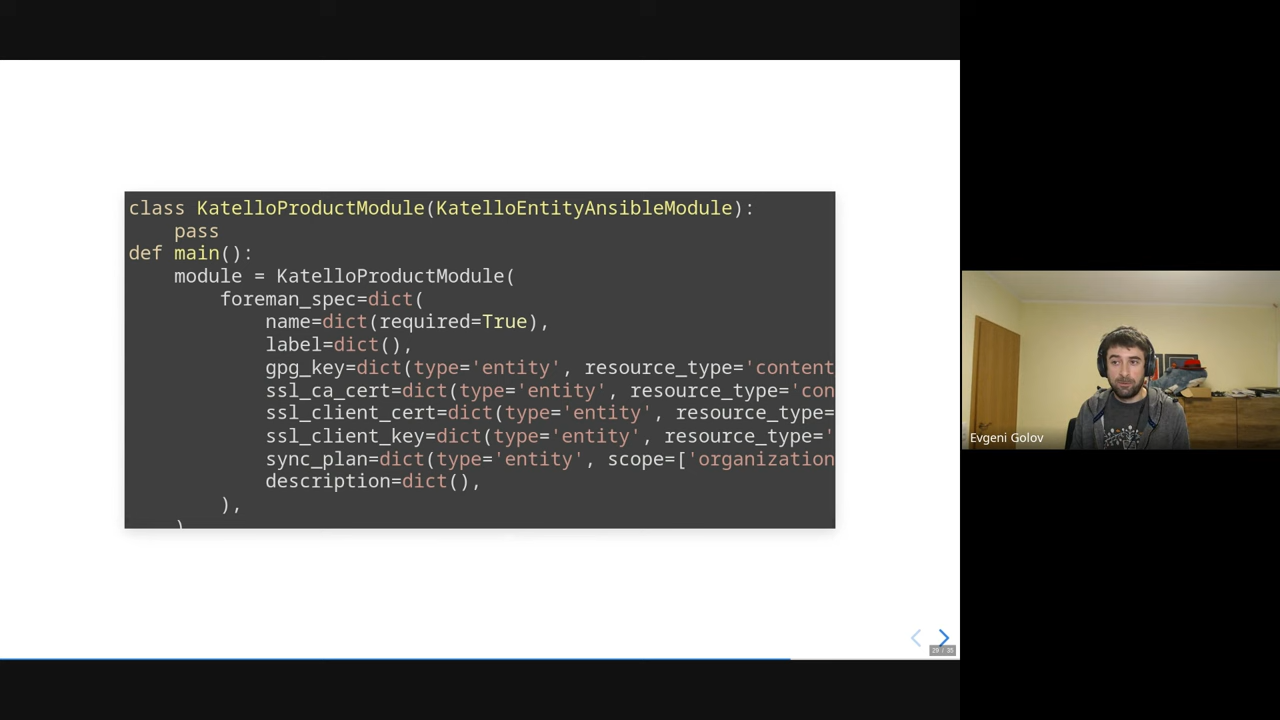 class KatelloProductModule(KatelloEntityAnsibleModule):
    pass
def main():
    module = KatelloProductModule(
        foreman_spec=dict(
            name=dict(required=True),
            label=dict(),
            gpg_key=dict(type='entity', resource_type='content
            ssl_ca_cert=dict(type='entity', resource_type='con
            ssl_client_cert=dict(type='entity', resource_type=
            ssl_client_key=dict(type='entity', resource_type='
            sync_plan=dict(type='entity', scope=['organization
            description=dict(),
        ),
    )
Evgeni Golov
29 / 35